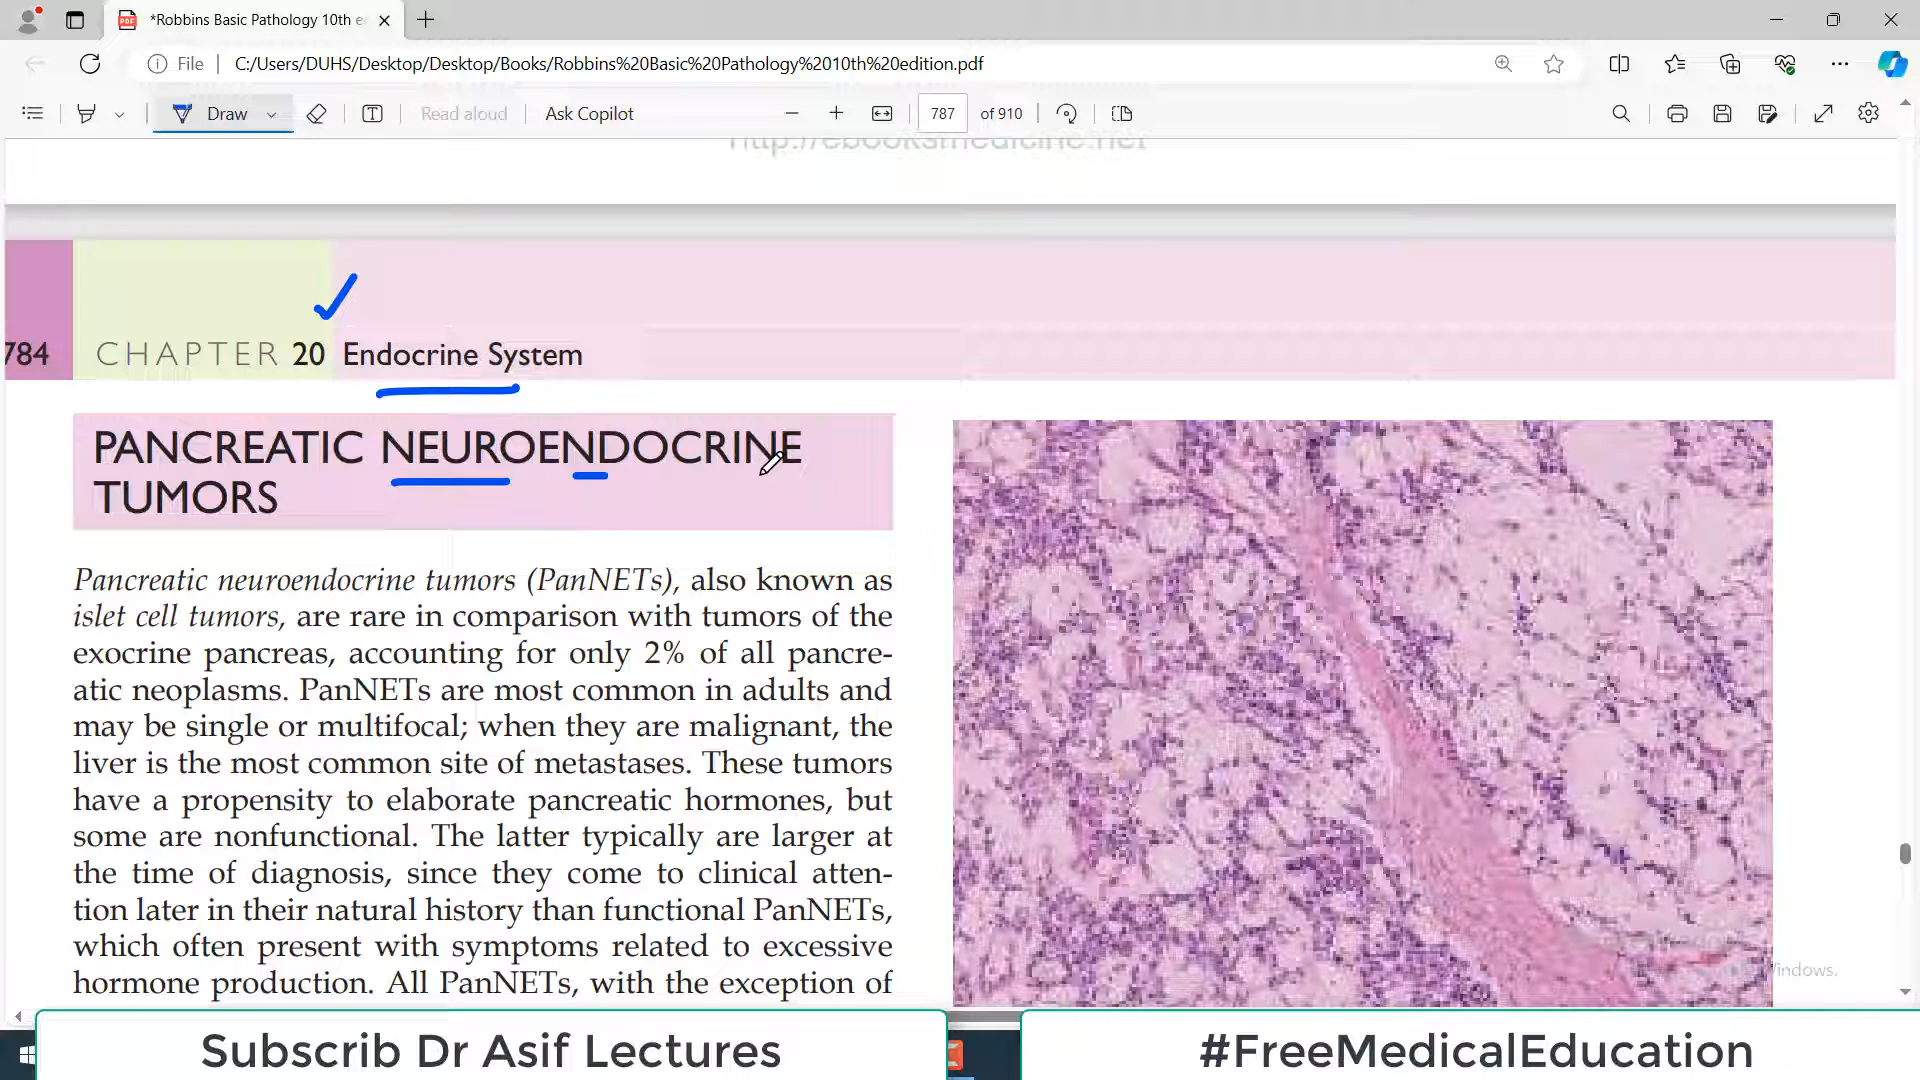 *Robbins Basic Pathology 10th e
File
C:/Users/DUHS/Desktop/Desktop/Books/Robbins%20Basic%20Pathology%2010th%20edition.pdf
Draw
Read aloud
Ask Copilot
787 of 910
http://ebooksmedicine.net
784 CHAPTER 20 Endocrine System
PANCREATIC NEUROENDOCRINE
TUMORS
Pancreatic neuroendocrine tumors (PanNETs), also known as
islet cell tumors, are rare in comparison with tumors of the
exocrine pancreas, accounting for only 2% of all pancre-
atic neoplasms. PanNETs are most common in adults and
may be single or multifocal; when they are malignant, the
liver is the most common site of metastases. These tumors
have a propensity to elaborate pancreatic hormones, but
some are nonfunctional. The latter typically are larger at
the time of diagnosis, since they come to clinical atten-
tion later in their natural history than functional PanNETs,
which often present with symptoms related to excessive
hormone production. All PanNETs, with the exception of
indows.
Subscrib Dr Asif Lectures
#FreeMedicalEducation